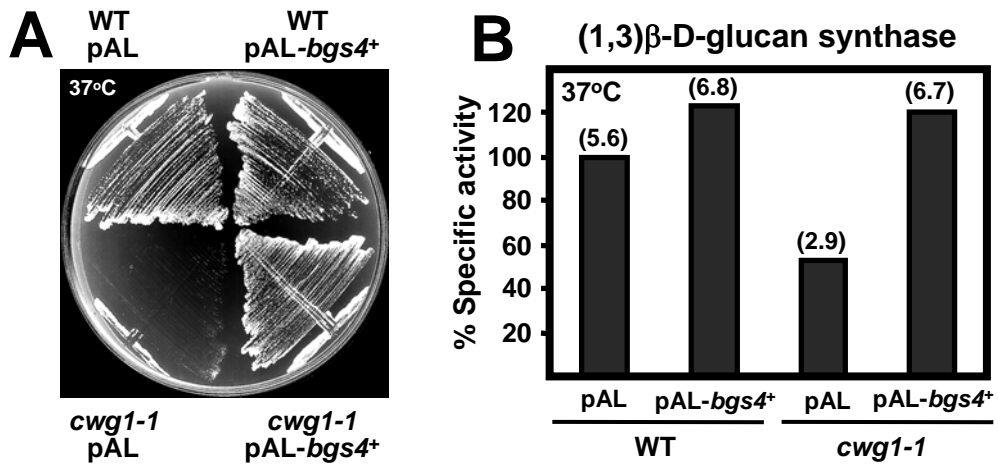 A
WT
pAL
WT
pAL-bgs4+
37ºC
cwg1-1
pAL
cwg1-1
pAL-bgs4+
B
(1,3)β-D-glucan synthase
% Specific activity
120
100
80
60
40
20
37ºC
(5.6)
(6.8)
(2.9)
(6.7)
pAL
pAL-bgs4+
pAL
pAL-bgs4+
WT
cwg1-1